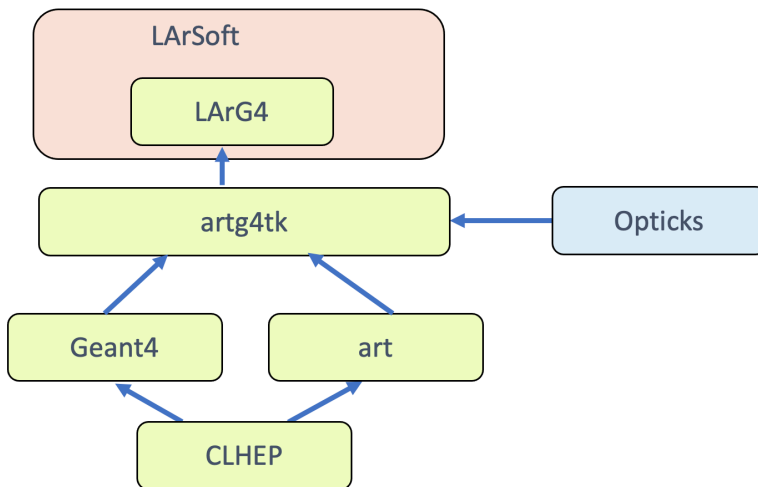 LArSoft
LArG4
artg4tk
Opticks
Geant4
art
CLHEP